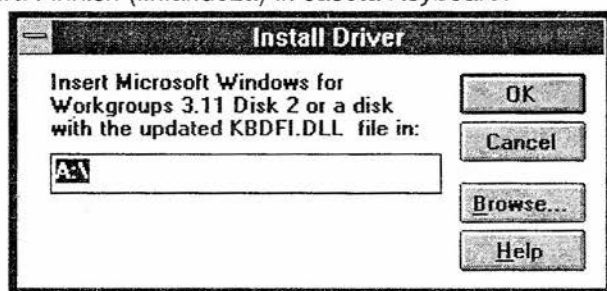 Install Driver
Insert Microsoft Windows for
Workgroups 3.11 Disk 2 or a disk
with the updated KBDFI.DLL file in:
A:\
OK
Cancel
Browse...
Help